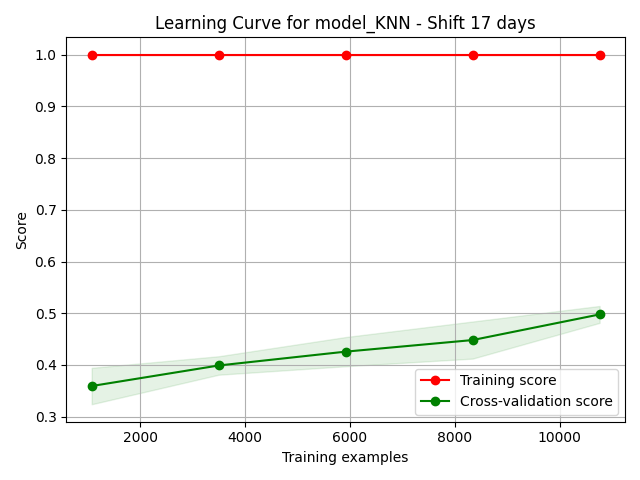 Learning Curve for model_KNN - Shift 17 days
Score
1.0
0.9
0.8
0.7
0.6
0.5
0.4
0.3
Training score
Cross-validation score
2000 4000 6000 8000 10000
Training examples